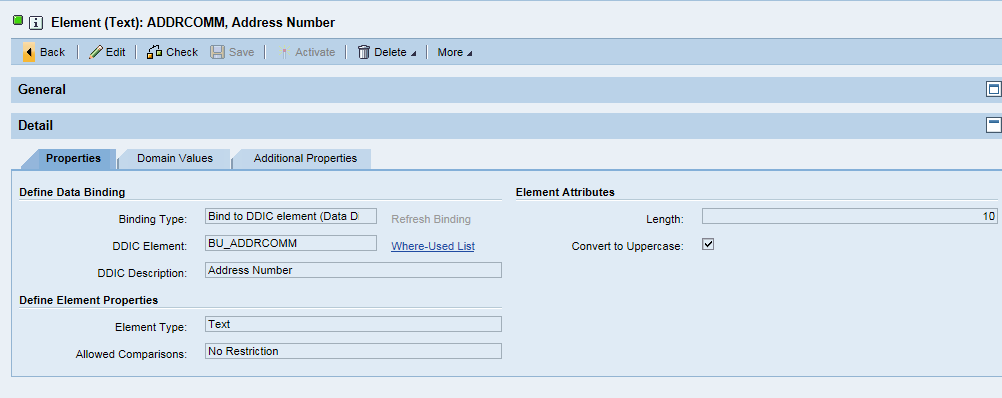 Element (Text): ADDRCOMM, Address Number
Back Edit Check Save Activate Delete More
General
Detail
Properties Domain Values Additional Properties
Define Data Binding
Binding Type: Bind to DDIC element (Data D Refresh Binding
DDIC Element: BU_ADDRCOMM Where-Used List
DDIC Description: Address Number
Define Element Properties
Element Type: Text
Allowed Comparisons: No Restriction
Element Attributes
Length: 10
Convert to Uppercase: